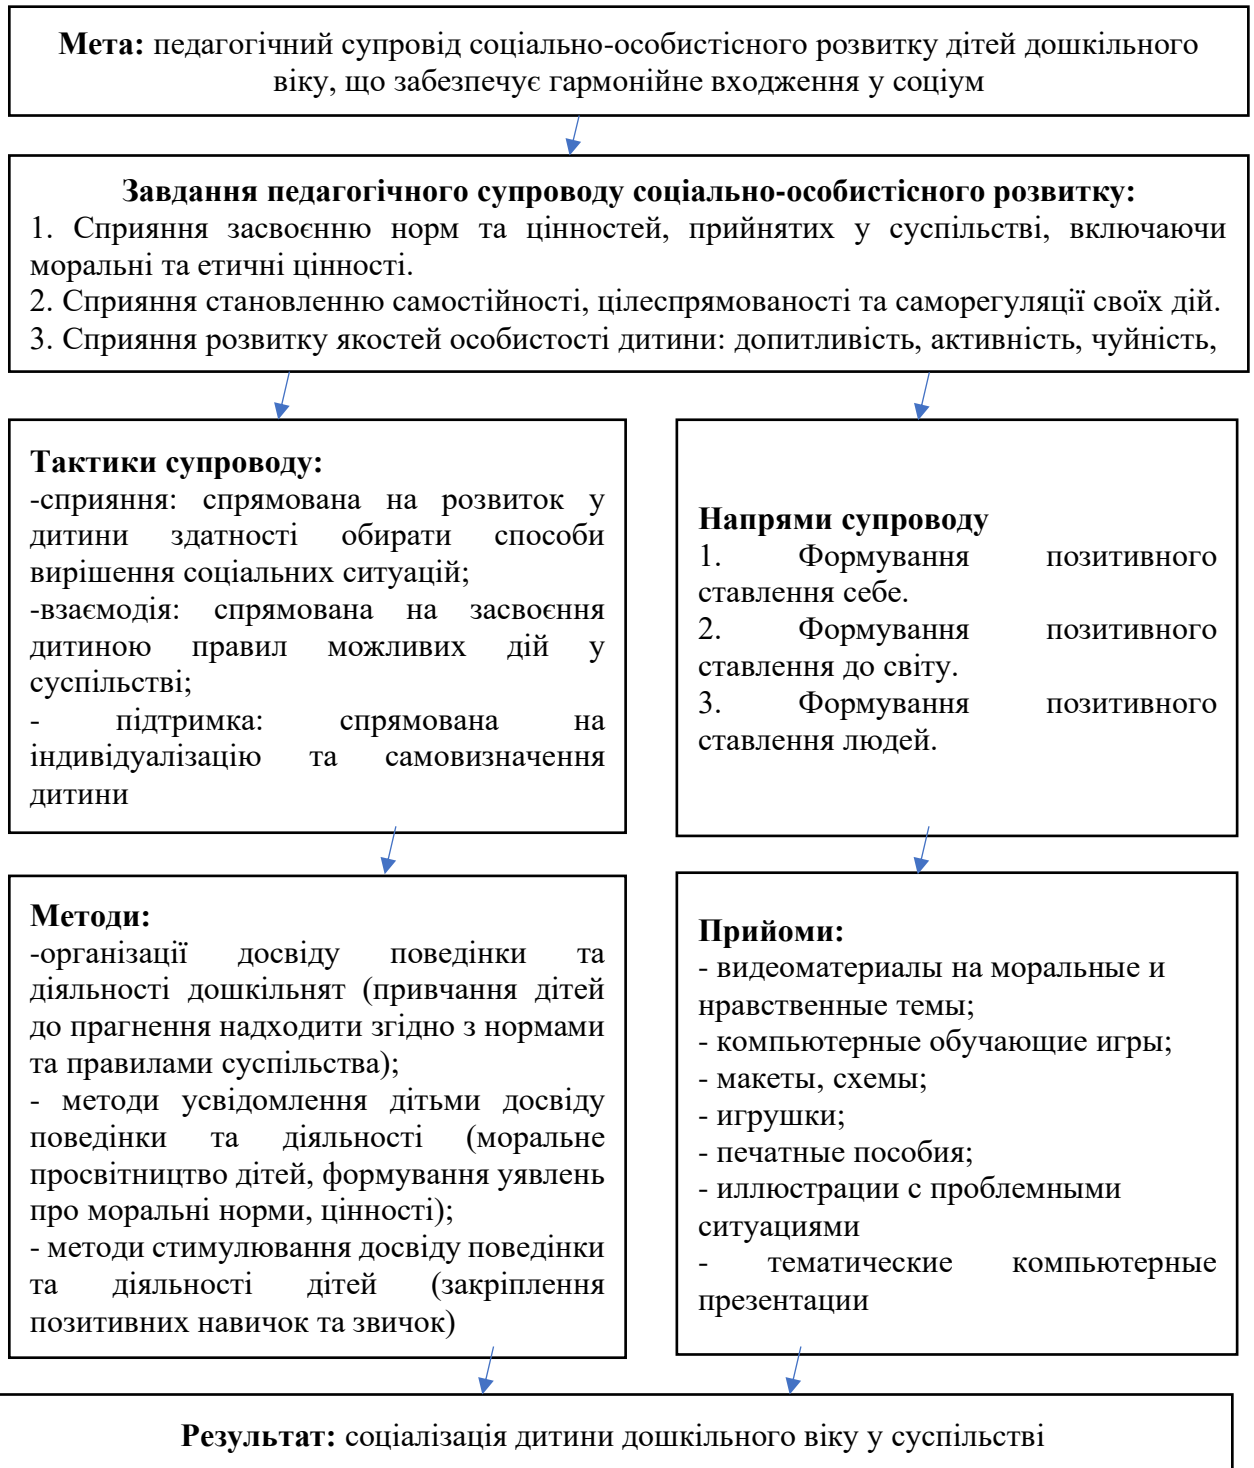 Мета: педагогічний супровід соціально-особистісного розвитку дітей дошкільного
віку, що забезпечує гармонійне входження у соціум
Завдання педагогічного супроводу соціально-особистісного розвитку:
1. Сприяння засвоєнню норм та цінностей, прийнятих у суспільстві, включаючи
моральні та етичні цінності.
2. Сприяння становленню самостійності, цілеспрямованості та саморегуляції своїх дій.
3. Сприяння розвитку якостей особистості дитини: допитливість, активність, чуйність,
Тактики супроводу:
-сприяння: спрямована на розвиток у
дитини здатності обирати способи
вирішення соціальних ситуацій;
-взаємодія: спрямована на засвоєння
дитиною правил можливих дій у
суспільстві;
- підтримка: спрямована на
індивідуалізацію та самовизначення
дитини
Напрями супроводу
1. Формування позитивного
ставлення себе.
2. Формування позитивного
ставлення до світу.
3. Формування позитивного
ставлення людей.
Методи:
-організації досвіду поведінки та
діяльності дошкільнят (привчання дітей
до прагнення надходити згідно з нормами
та правилами суспільства);
- методи усвідомлення дітьми досвіду
поведінки та діяльності (моральне
просвітництво дітей, формування уявлень
про моральні норми, цінності);
- методи стимулювання досвіду поведінки
та діяльності дітей (закріплення
позитивних навичок та звичок)
Прийоми:
- видеоматериалы на моральные и
нравственные темы;
- компьютерные обучающие игры;
- макеты, схемы;
- игрушки;
- печатные пособия;
- иллюстрации с проблемными
ситуациями
- тематические компьютерные
презентации
Результат: соціалізація дитини дошкільного віку у суспільстві